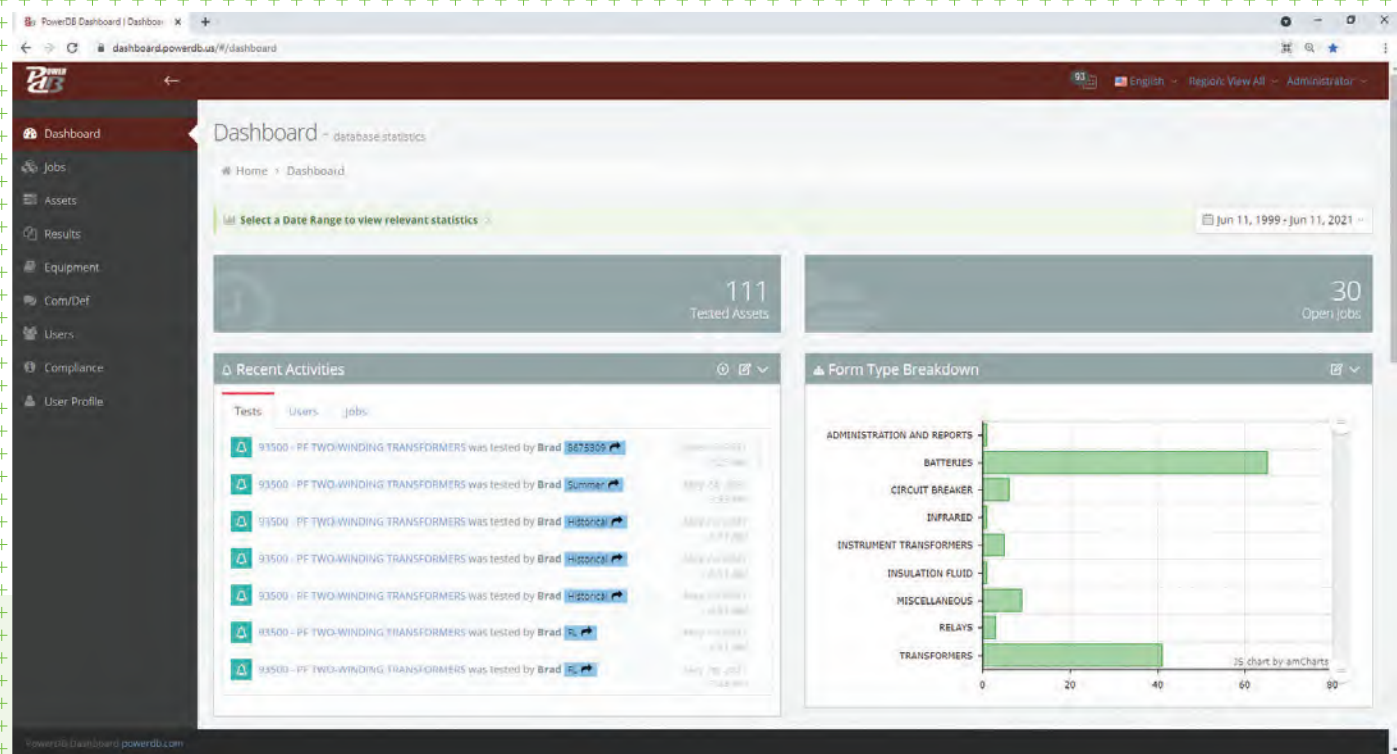 PowerDB Dashboard | Dashboar
dashboard.powerdb.us/#/dashboard
POWER
DB
93
English
Region: View All
Administrator
Dashboard
Jobs
Assets
Results
Equipment
Com/Def
Users
Compliance
User Profile
Dashboard - database statistics
Home > Dashboard
Select a Date Range to view relevant statistics
Jun 11, 1999 - Jun 11, 2021
111
Tested Assets
30
Open Jobs
Recent Activities
Tests Users Jobs
93500 - PF TWO-WINDING TRANSFORMERS was tested by Brad
93500 - PF TWO-WINDING TRANSFORMERS was tested by Brad Summer
93500 - PF TWO-WINDING TRANSFORMERS was tested by Brad Historical
93500 - PF TWO-WINDING TRANSFORMERS was tested by Brad Historical
93500 - PF TWO-WINDING TRANSFORMERS was tested by Brad Historical
93500 - PF TWO-WINDING TRANSFORMERS was tested by Brad
93500 - PF TWO-WINDING TRANSFORMERS was tested by Brad
Form Type Breakdown
ADMINISTRATION AND REPORTS
BATTERIES
CIRCUIT BREAKER
INFRARED
INSTRUMENT TRANSFORMERS
INSULATION FLUID
MISCELLANEOUS
RELAYS
TRANSFORMERS
JS chart by amCharts
0 20 40 60 80
PowerDb Dashboard powerdb.com